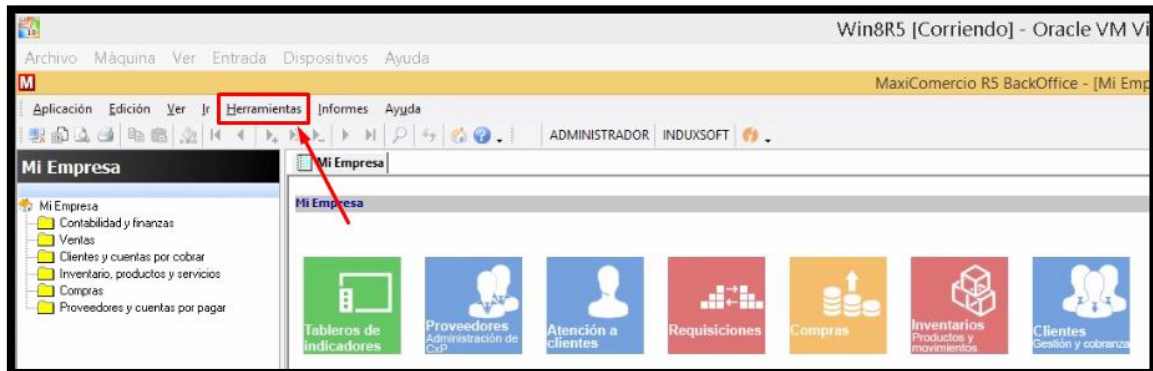 Win8R5 [Corriendo] - Oracle VM Vi
Archivo Máquina Ver Entrada Dispositivos Ayuda
M
MaxiComercio R5 BackOffice - [Mi Emp
Aplicación Edición Ver Ir Herramientas Informes Ayuda
ADMINISTRADOR INDUXSOFT
Mi Empresa
Mi Empresa
Mi Empresa
Contabilidad y finanzas
Ventas
Clientes y cuentas por cobrar
Inventario, productos y servicios
Compras
Proveedores y cuentas por pagar
Mi Empresa
Tableros de
indicadores
Proveedores
Administración de
CxP
Atención a
clientes
Requisiciones
Compras
Inventarios
Productos y
movimientos
Clientes
Gestión y cobranza